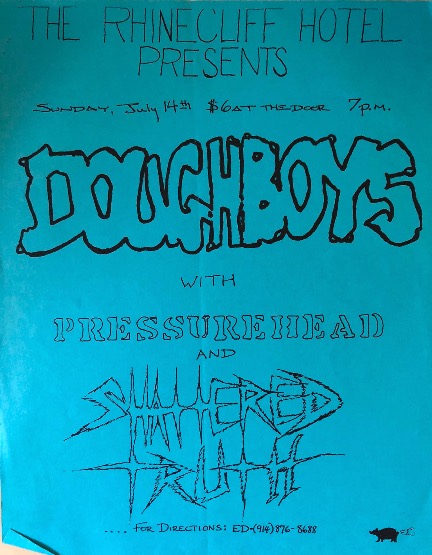 THE RHINECLIFF HOTEL
PRESENTS
SUNDAY, July 14th $6 AT THE DOOR 7 p.m.
DOUGHBOYS
WITH
PRESSUREHEAD
AND
SHATTERED
TRUTH
.... FOR DIRECTIONS: ED-(914) 876-8688